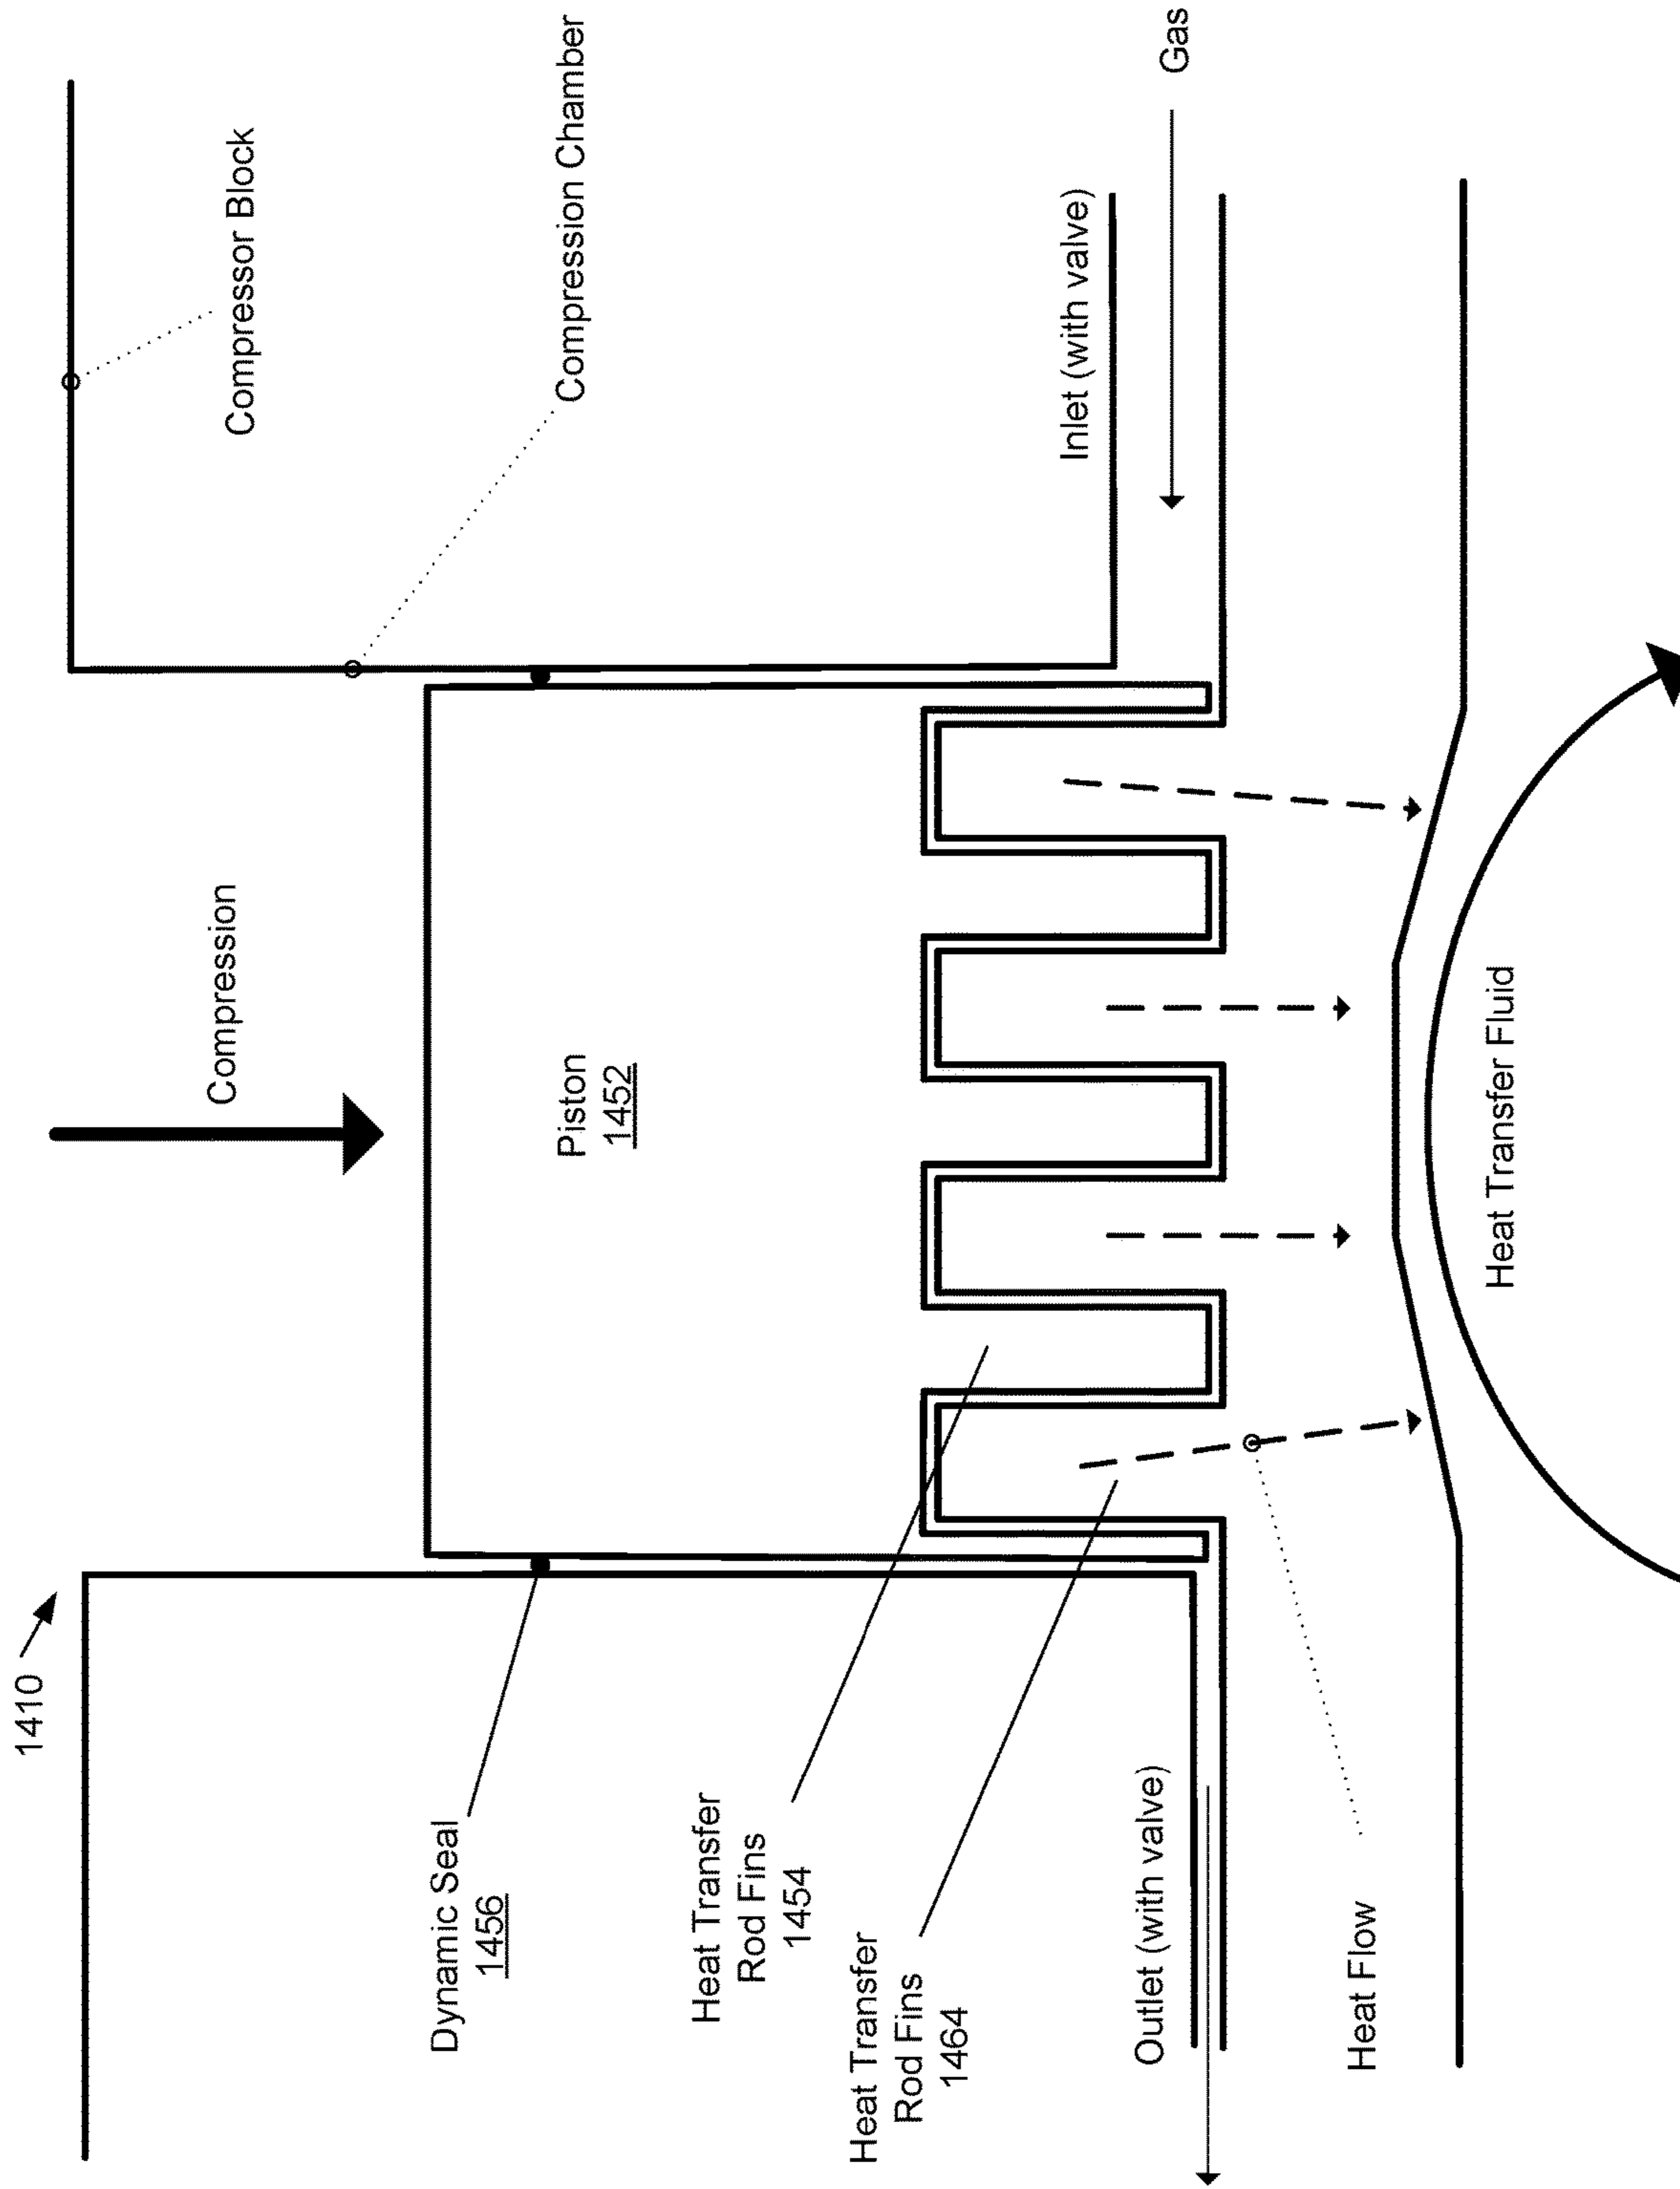 1410
Compression
Compressor Block
Compression Chamber
Piston
1452
Dynamic Seal
1456
Heat Transfer
Rod Fins
1454
Heat Transfer
Rod Fins
1464
Outlet (with valve)
Inlet (with valve)
Gas
Heat Flow
Heat Transfer Fluid